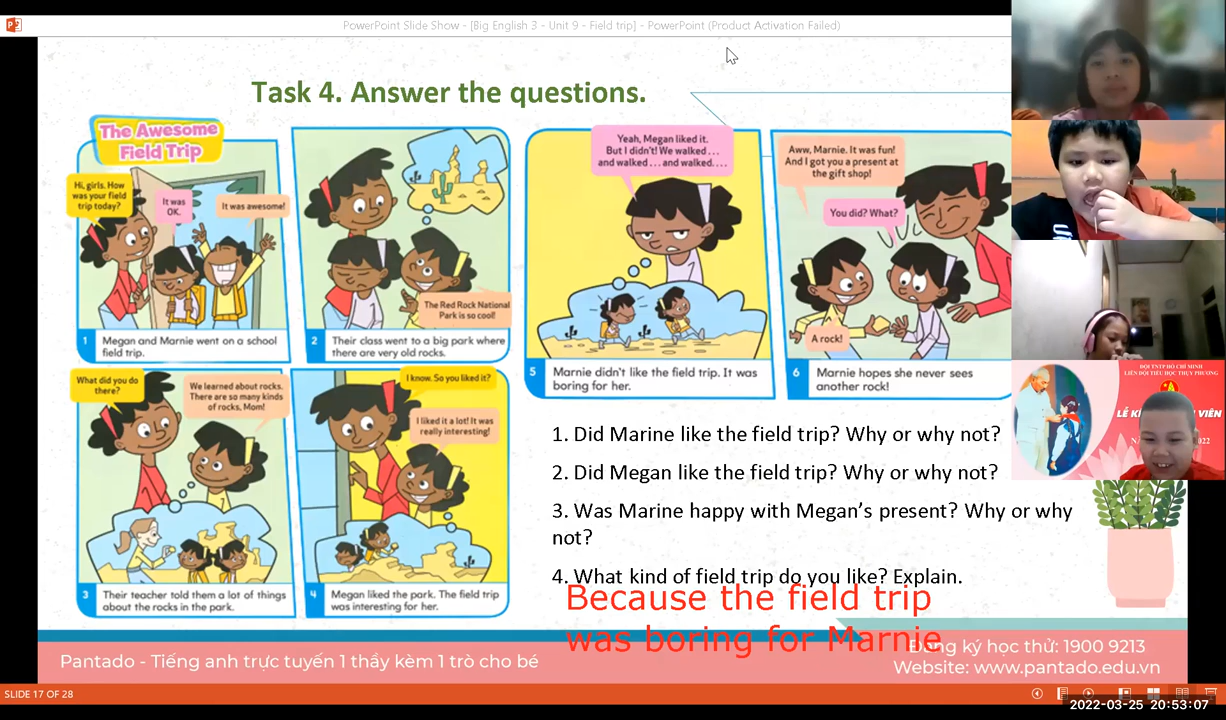 PowerPoint Slide Show - [Big English 3 - Unit 9 - Field trip] - PowerPoint (Product Activation Failed)
Task 4. Answer the questions.
The Awesome
Field Trip
Hi, girls. How
was your field
trip today?
It was
OK.
It was awesome!
1 Megan and Marnie went on a school
field trip.
The Red Rock National
Park is so cool!
2 Their class went to a big park where
there are very old rocks.
What did you do
there?
We learned about rocks.
There are so many kinds
of rocks, Mom!
3 Their teacher told them a lot of things
about the rocks in the park.
I know. So you liked it?
I liked it a lot! It was
really interesting!
4 Megan liked the park. The field trip
was interesting for her.
Yeah, Megan liked it.
But I didn't! We walked ...
and walked ... and walked....
5 Marnie didn't like the field trip. It was
boring for her.
Aww, Marnie. It was fun!
And I got you a present at
the gift shop!
You did? What?
A rock!
6 Marnie hopes she never sees
another rock!
1. Did Marine like the field trip? Why or why not?
2. Did Megan like the field trip? Why or why not?
3. Was Marine happy with Megan's present? Why or why
not?
4. What kind of field trip do you like? Explain.
Because the field trip
was boring for Marnie
Pantado - Tiếng anh trực tuyến 1 thầy kèm 1 trò cho bé
Đăng ký học thử: 1900 9213
Website: www.pantado.edu.vn
ĐỘI TNTP HỒ CHÍ MINH
LIÊN ĐỘI TIỂU HỌC THỤY PHƯƠNG
LỄ K
VIÊN
SLIDE 17 OF 28
2022-03-25 20:53:07